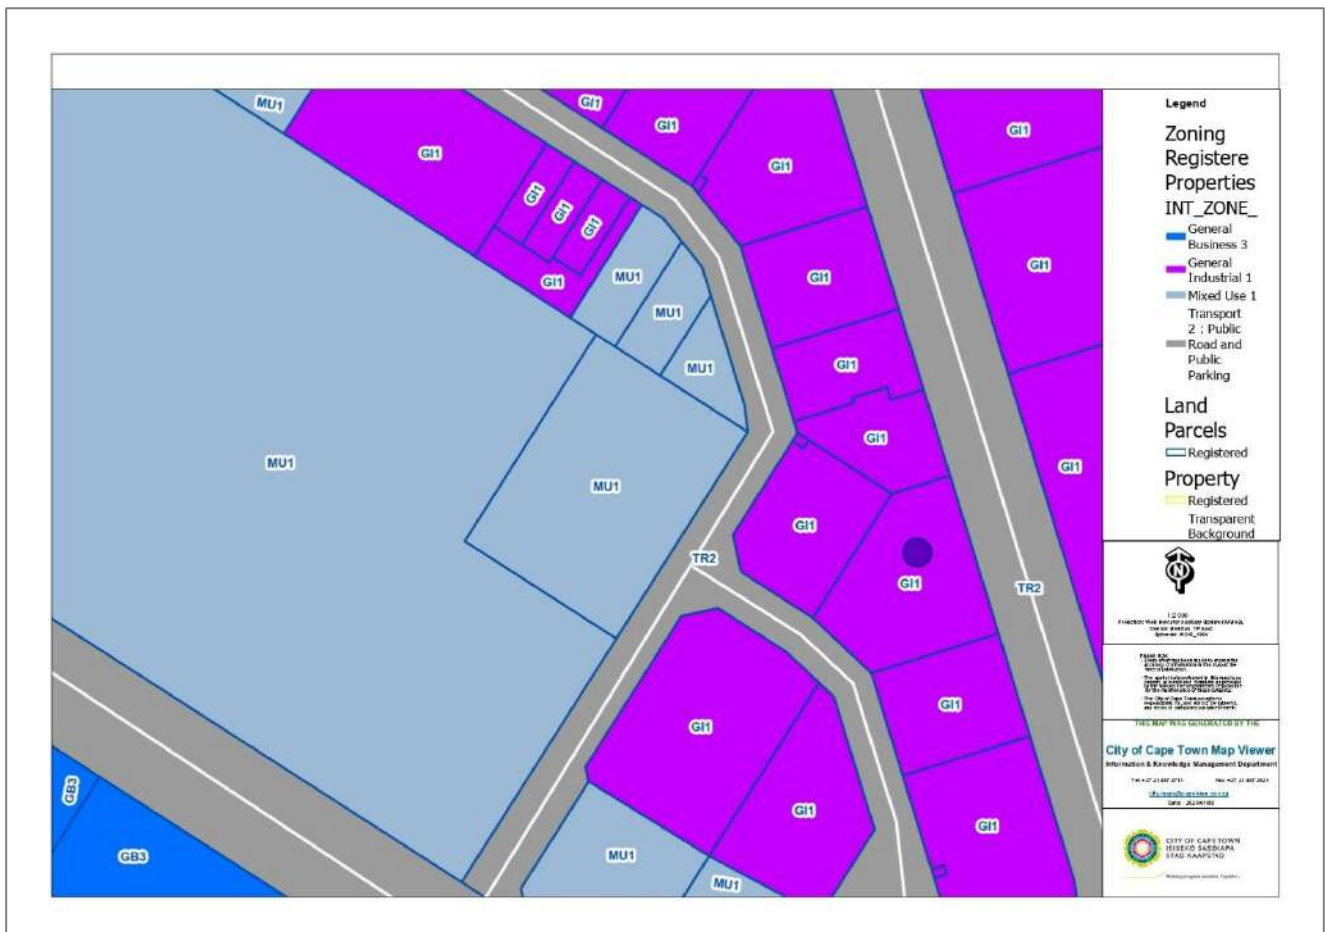 MU1
GI1
GI1
GI1
GI1
GI1
GI1
GI1
GI1
GI1
GI1
GI1
MU1
GI1
MU1
GI1
MU1
GI1
MU1
MU1
GI1
GI1
GI1
TR2
GI1
TR2
GI1
GI1
GB3
GI1
GI1
GB3
MU1
MU1
Legend
Zoning
Registere
Properties
INT_ZONE_
General
Business 3
General
Industrial 1
Mixed Use 1
Transport
2 : Public
Road and
Public
Parking
Land
Parcels
Registered
Property
Registered
Transparent
Background
N
THIS MAP WAS GENERATED BY THE
City of Cape Town Map Viewer
Information & Knowledge Management Department
CITY OF CAPE TOWN
ISIXEKO SASEKAPA
STAD KAAPSTAD